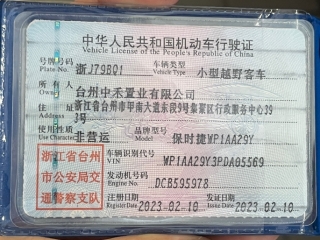 中华人民共和国机动车行驶证
Vehicle License of the People's Republic of China
号牌号码 浙J79BQ1 车辆类型 小型越野客车
Plate No. Vehicle Type
所有人 台州中禾置业有限公司
Owner
住址 浙江省台州市甲南大道东段9号集聚区行政服务中心39
Address 3号
使用性质 非营运 品牌型号 保时捷WP1AA29Y
Use Character Model
浙江省台州市公安局交通警察支队
车辆识别代号 WP1AA29Y3PDA05569
VIN
发动机号码 DCB595978
Engine No.
注册日期 2023-02-10 发证日期 2023-02-10
Register Date Issue Date